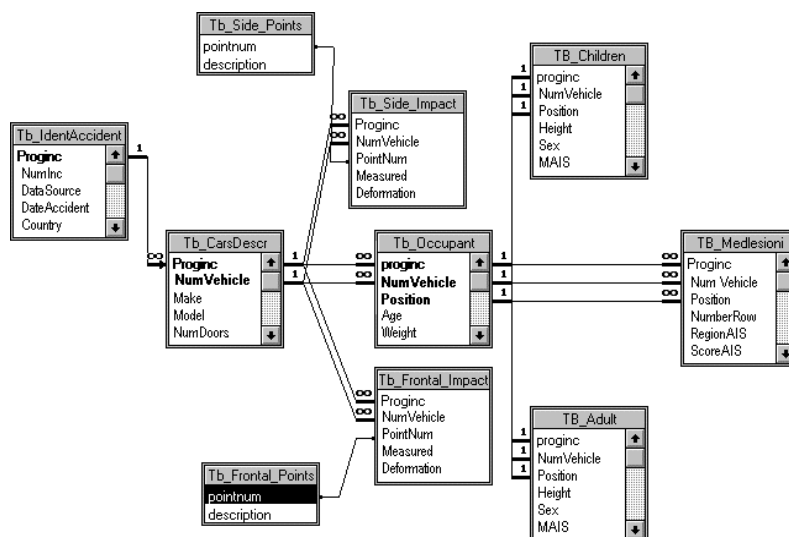 Tb_Side_Points
pointnum
description
Tb_IdentAccident
Proginc
NumInc
DataSource
DateAccident
Country
1
Tb_Side_Impact
∞ Proginc
∞ NumVehicle
PointNum
Measured
Deformation
TB_Children
1 proginc
1 NumVehicle
1 Position
Height
Sex
MAIS
∞
Tb_CarsDescr
Proginc 1
NumVehicle 1
Make
Model
NumDoors
Tb_Occupant
∞ proginc 1
∞ NumVehicle 1
Position 1
Age
Weight
TB_Medlesioni
∞ Proginc
∞ Num Vehicle
∞ Position
NumberRow
RegionAIS
ScoreAIS
Tb_Frontal_Impact
∞ Proginc
∞ NumVehicle
PointNum
Measured
Deformation
Tb_Frontal_Points
pointnum
description
TB_Adult
1 proginc
1 NumVehicle
1 Position
Height
Sex
MAIS